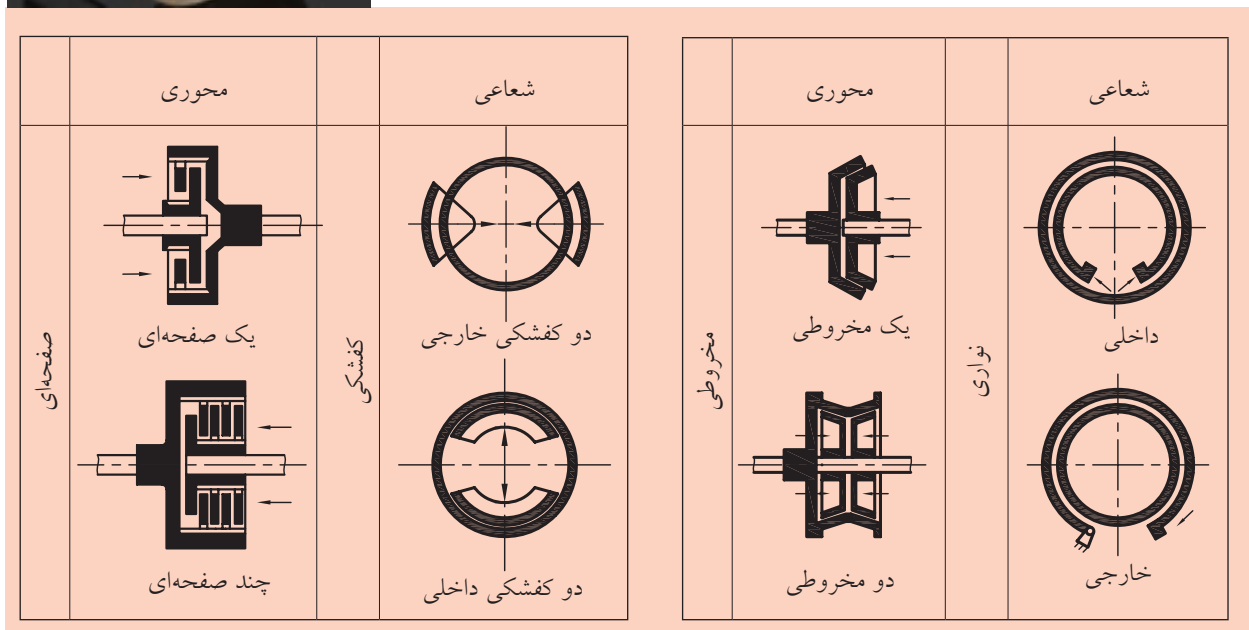 شعاعی
محوری
نواری
داخلی
خارجی
مخروطی
یک مخروطی
دو مخروطی
شعاعی
محوری
کفشکی
دو کفشکی خارجی
دو کفشکی داخلی
صفحه‌ای
یک صفحه‌ای
چند صفحه‌ای